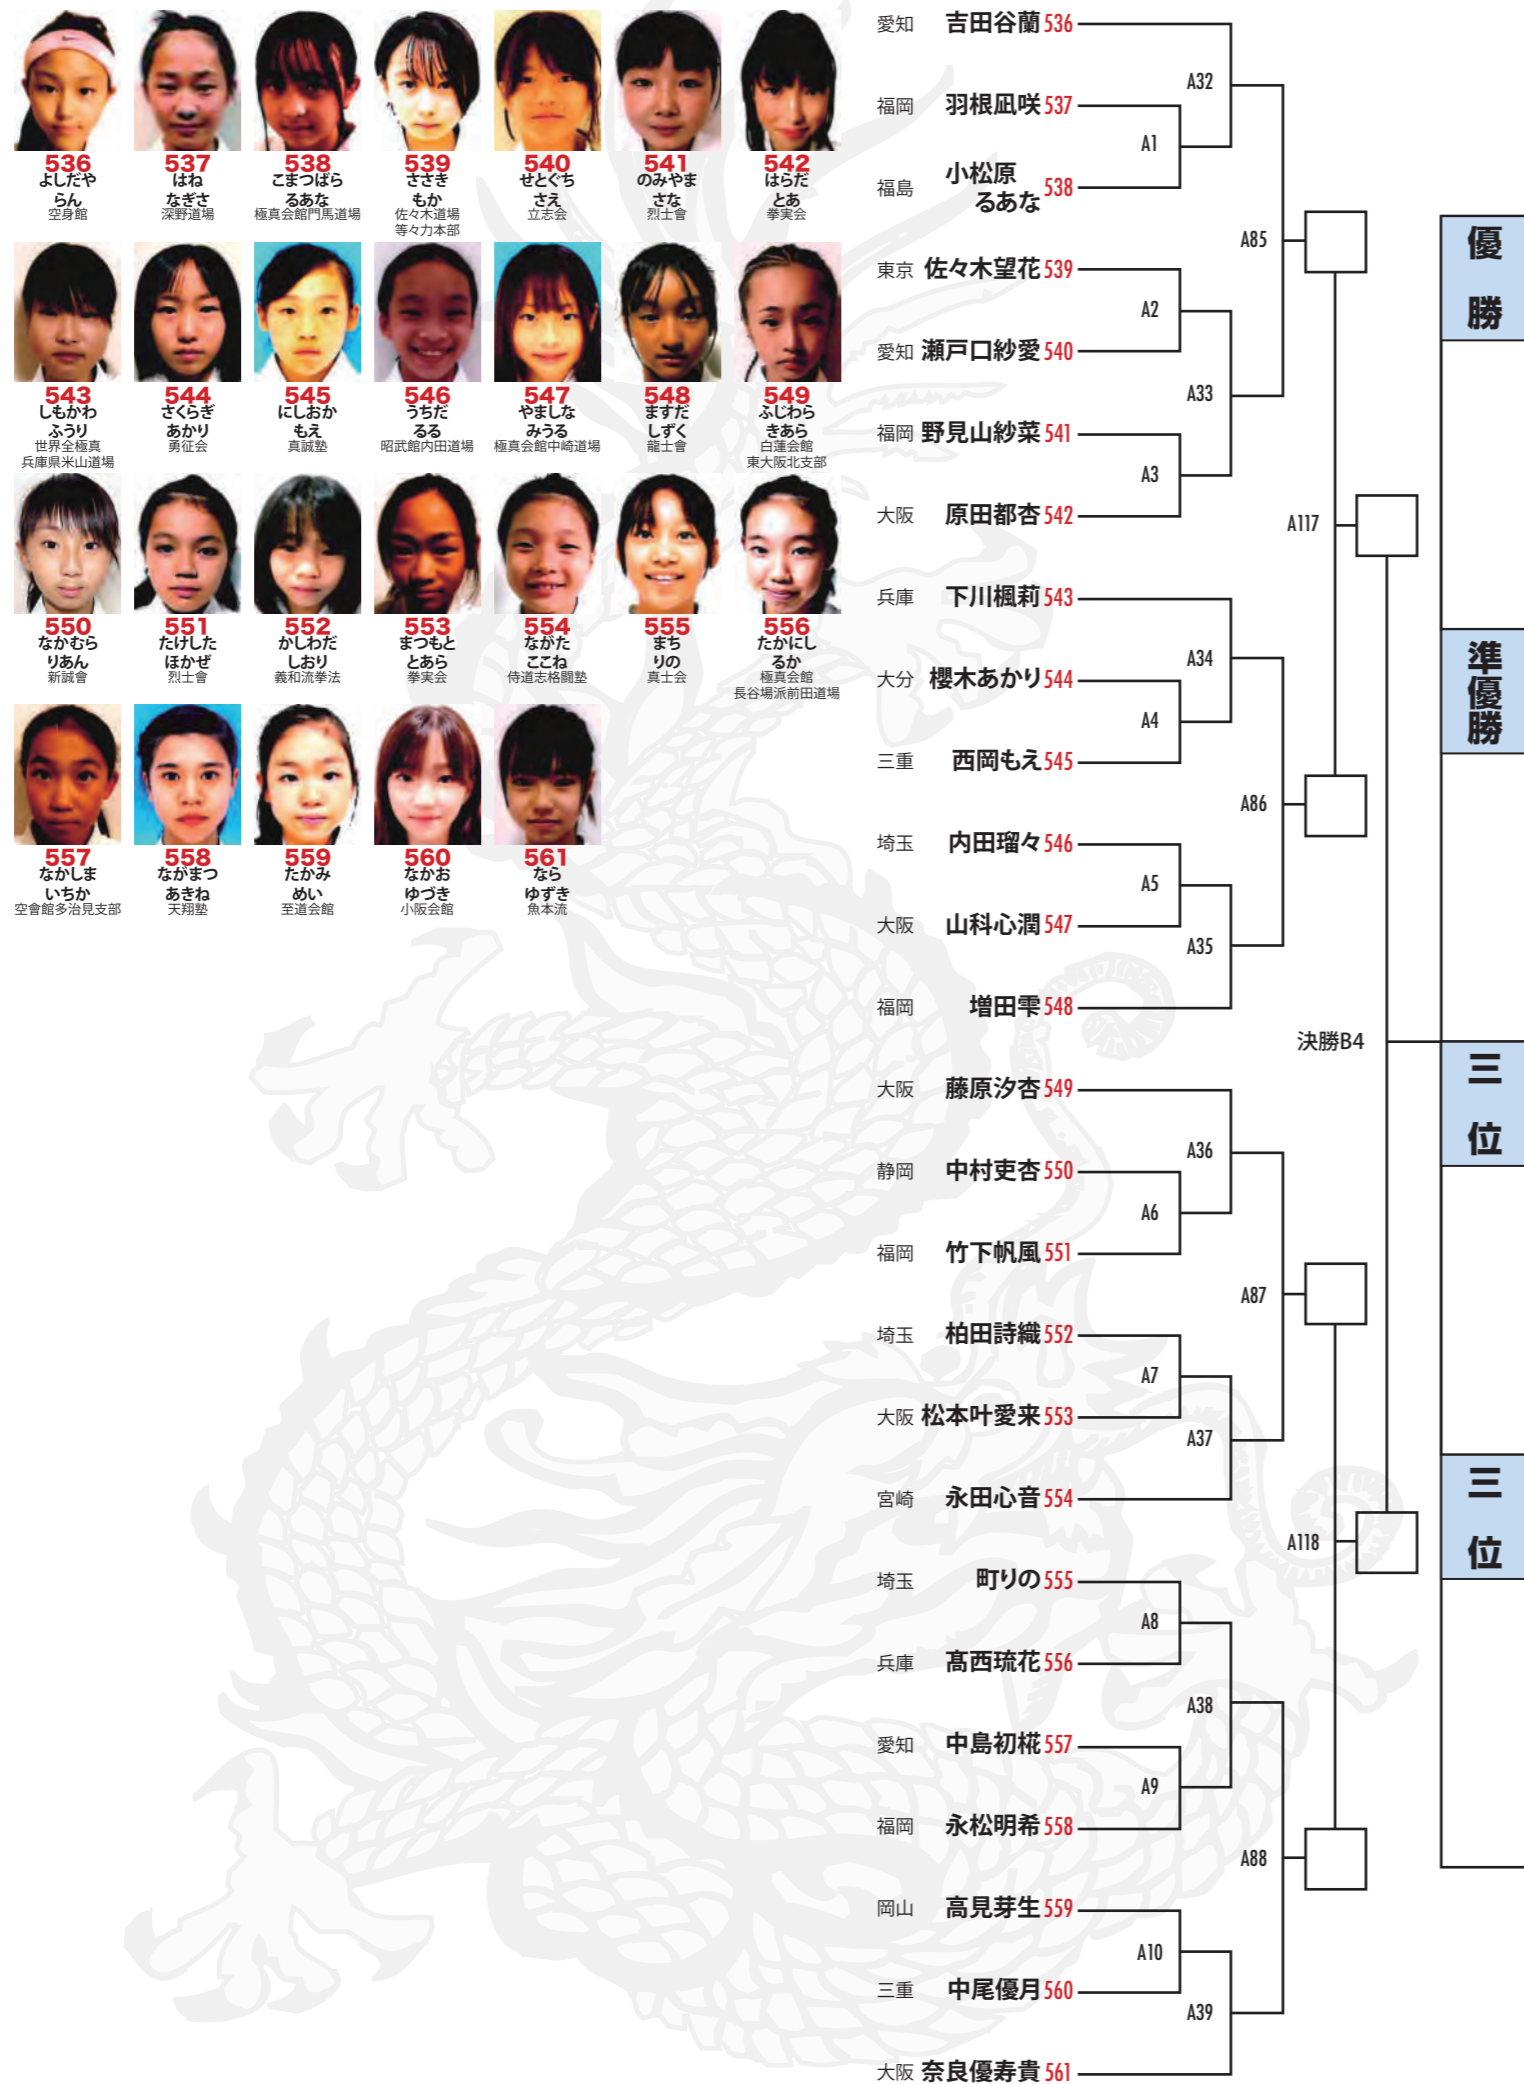 536
よしだや
らん
空身館
537
はね
なぎさ
深野道場
538
こまつばら
るあな
極真会館門馬道場
539
ささき
もか
佐々木道場
等々力本部
540
せとぐち
さえ
立志会
541
のみやま
さな
烈士會
542
はらだ
とあ
拳実会
543
しもかわ
ふうり
世界全極真
兵庫県米山道場
544
さくらぎ
あかり
勇征会
545
にしおか
もえ
真誠塾
546
うちだ
るる
昭武館内田道場
547
やましな
みうる
極真会館中崎道場
548
ますだ
しずく
龍士會
549
ふじわら
きあら
白蓮会館
東大阪北支部
550
なかむら
りあん
新誠會
551
たけした
ほかぜ
烈士會
552
かしわだ
しおり
義和流拳法
553
まつもと
とあら
拳実会
554
ながた
ここね
侍道志格闘塾
555
まち
りの
真士会
556
たかにし
るか
極真会館
長谷場派前田道場
557
なかしま
いちか
空會館多治見支部
558
ながまつ
あきね
天翔塾
559
たかみ
めい
至道会館
560
なかお
ゆづき
小阪会館
561
なら
ゆずき
魚本流
愛知 吉田谷蘭 536
A32
福岡 羽根凪咲 537
A1
福島 小松原
るあな 538
A85
東京 佐々木望花 539
A2
愛知 瀬戸口紗愛 540
A33
福岡 野見山紗菜 541
A3
大阪 原田都杏 542
A117
兵庫 下川楓莉 543
A34
大分 櫻木あかり 544
A4
三重 西岡もえ 545
A86
埼玉 内田瑠々 546
A5
大阪 山科心潤 547
A35
福岡 増田雫 548
決勝B4
大阪 藤原汐杏 549
A36
静岡 中村吏杏 550
A6
福岡 竹下帆風 551
A87
埼玉 柏田詩織 552
A7
大阪 松本叶愛来 553
A37
宮崎 永田心音 554
A118
埼玉 町りの 555
A8
兵庫 髙西琉花 556
A38
愛知 中島初椛 557
A9
福岡 永松明希 558
A88
岡山 高見芽生 559
A10
三重 中尾優月 560
A39
大阪 奈良優寿貴 561
優勝
準優勝
三位
三位